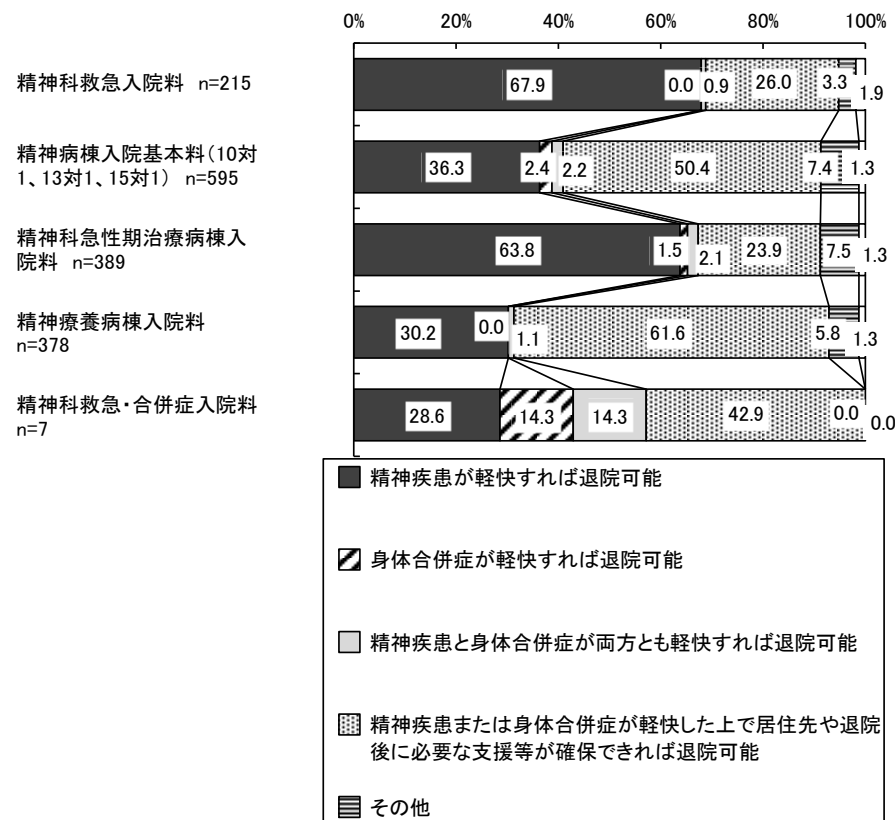 0% 20% 40% 60% 80% 100%
精神科救急入院料 n=215
67.9 0.0 0.9 26.0 3.3 1.9
精神病棟入院基本料(10対
1、13対1、15対1) n=595
36.3 2.4 2.2 50.4 7.4 1.3
精神科急性期治療病棟入
院料 n=389
63.8 1.5 2.1 23.9 7.5 1.3
精神療養病棟入院料
n=378
30.2 0.0 1.1 61.6 5.8 1.3
精神科救急・合併症入院料
n=7
28.6 14.3 14.3 42.9 0.0 0.0
精神疾患が軽快すれば退院可能
身体合併症が軽快すれば退院可能
精神疾患と身体合併症が両方とも軽快すれば退院可能
精神疾患または身体合併症が軽快した上で居住先や退院
後に必要な支援等が確保できれば退院可能
その他